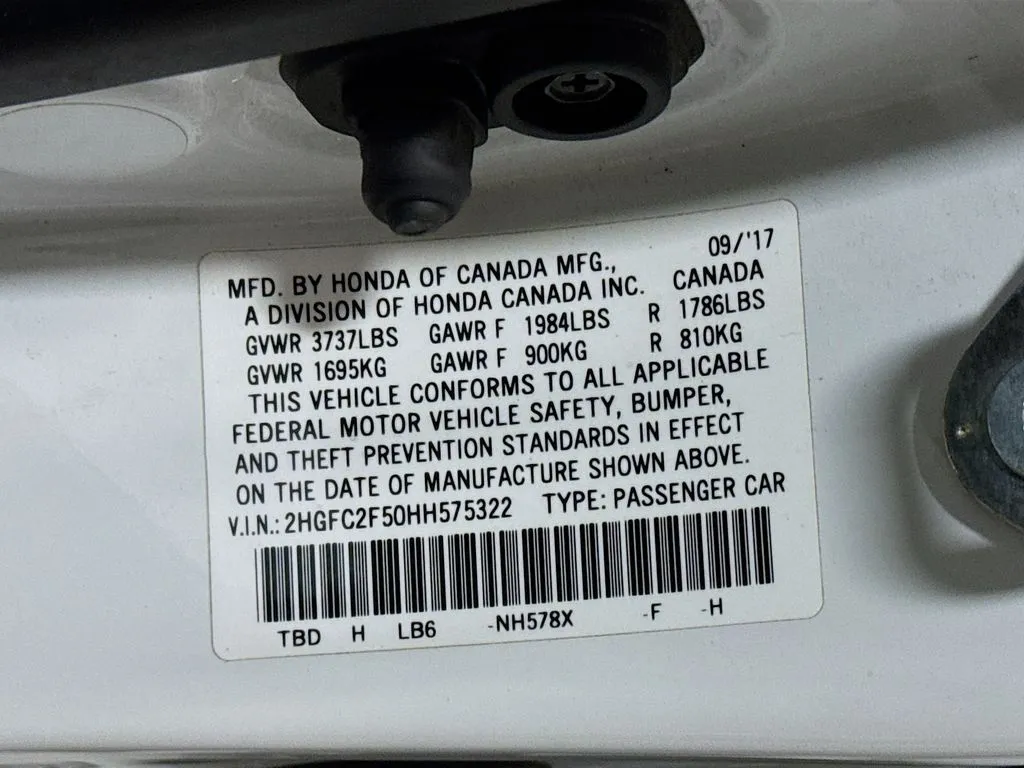 09/'17
MFD. BY HONDA OF CANADA MFG.,
A DIVISION OF HONDA CANADA INC. CANADA
GVWR 3737LBS GAWR F 1984LBS R 1786LBS
GVWR 1695KG GAWR F 900KG R 810KG
THIS VEHICLE CONFORMS TO ALL APPLICABLE
FEDERAL MOTOR VEHICLE SAFETY, BUMPER,
AND THEFT PREVENTION STANDARDS IN EFFECT
ON THE DATE OF MANUFACTURE SHOWN ABOVE.
V.I.N.: 2HGFC2F50HH575322 TYPE: PASSENGER CAR
TBD H LB6 -NH578X -F -H